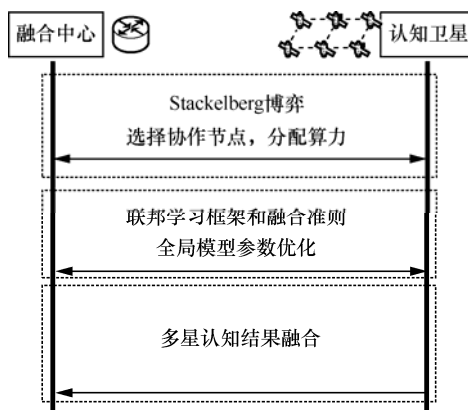 融合中心
认知卫星
Stackelberg博弈
选择协作节点，分配算力
联邦学习框架和融合准则
全局模型参数优化
多星认知结果融合